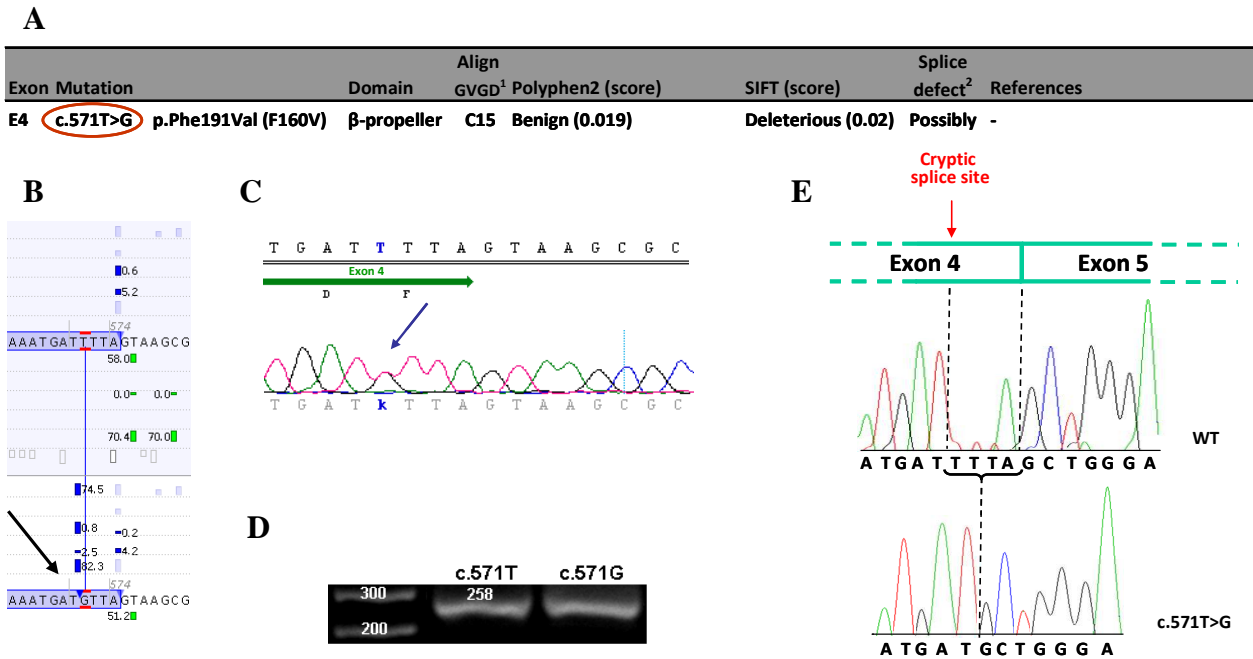 A
Exon Mutation Domain Align GVGD1 Polyphen2 (score) SIFT (score) Splice defect2 References
E4 c.571T>G p.Phe191Val (F160V) β-propeller C15 Benign (0.019) Deleterious (0.02) Possibly -
B
0.6
5.2
574
AAATGATTTTAGTAAGCG
58.0
0.0 0.0
70.4 70.0
74.5
0.8 0.2
2.5 4.2
82.3
574
AAATGATGTTAGTAAGCG
51.2
C
T G A T T T T A G T A A G C G C
Exon 4
D F
T G A T k T T A G T A A G C G C
D
c.571T c.571G
300 258
200
E
Cryptic
splice site
Exon 4 Exon 5
WT
A T G A T T T T A G C T G G G A
c.571T>G
A T G A T G C T G G G A